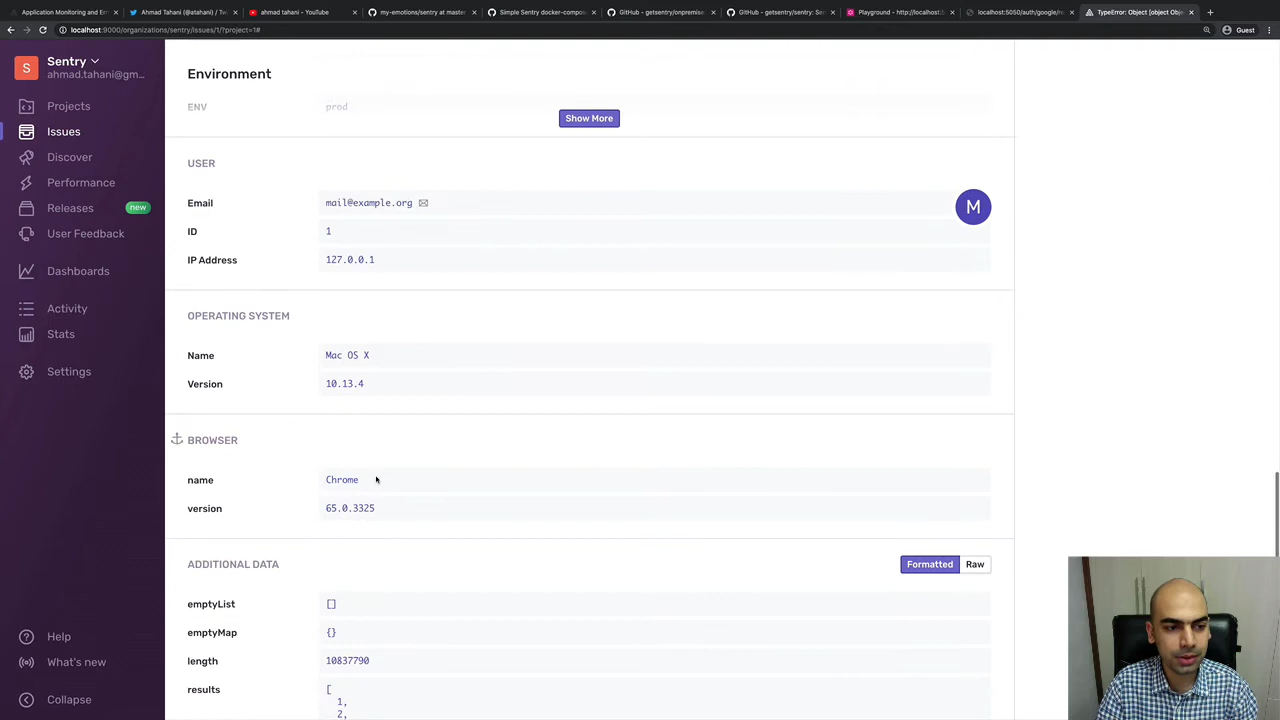 Application Monitoring and Err
Ahmad Tahani (@atahani) / Tw
ahmad tahani - YouTube
my-emotions/sentry at master
Simple Sentry docker-compos
GitHub - getsentry/onpremise
GitHub - getsentry/sentry: Se
Playground - http://localhost:
localhost:5050/auth/google/re
TypeError: Object [object Obje
localhost:9000/organizations/sentry/issues/1/?project=1#
Guest
S
Sentry
ahmad.tahani@gm...
Projects
Issues
Discover
Performance
Releases
new
User Feedback
Dashboards
Activity
Stats
Settings
Help
What's new
Collapse
Environment
ENV
prod
Show More
USER
Email
mail@example.org
M
ID
1
IP Address
127.0.0.1
OPERATING SYSTEM
Name
Mac OS X
Version
10.13.4
BROWSER
name
Chrome
version
65.0.3325
ADDITIONAL DATA
Formatted
Raw
emptyList
[]
emptyMap
{}
length
10837790
results
[
1,
2,